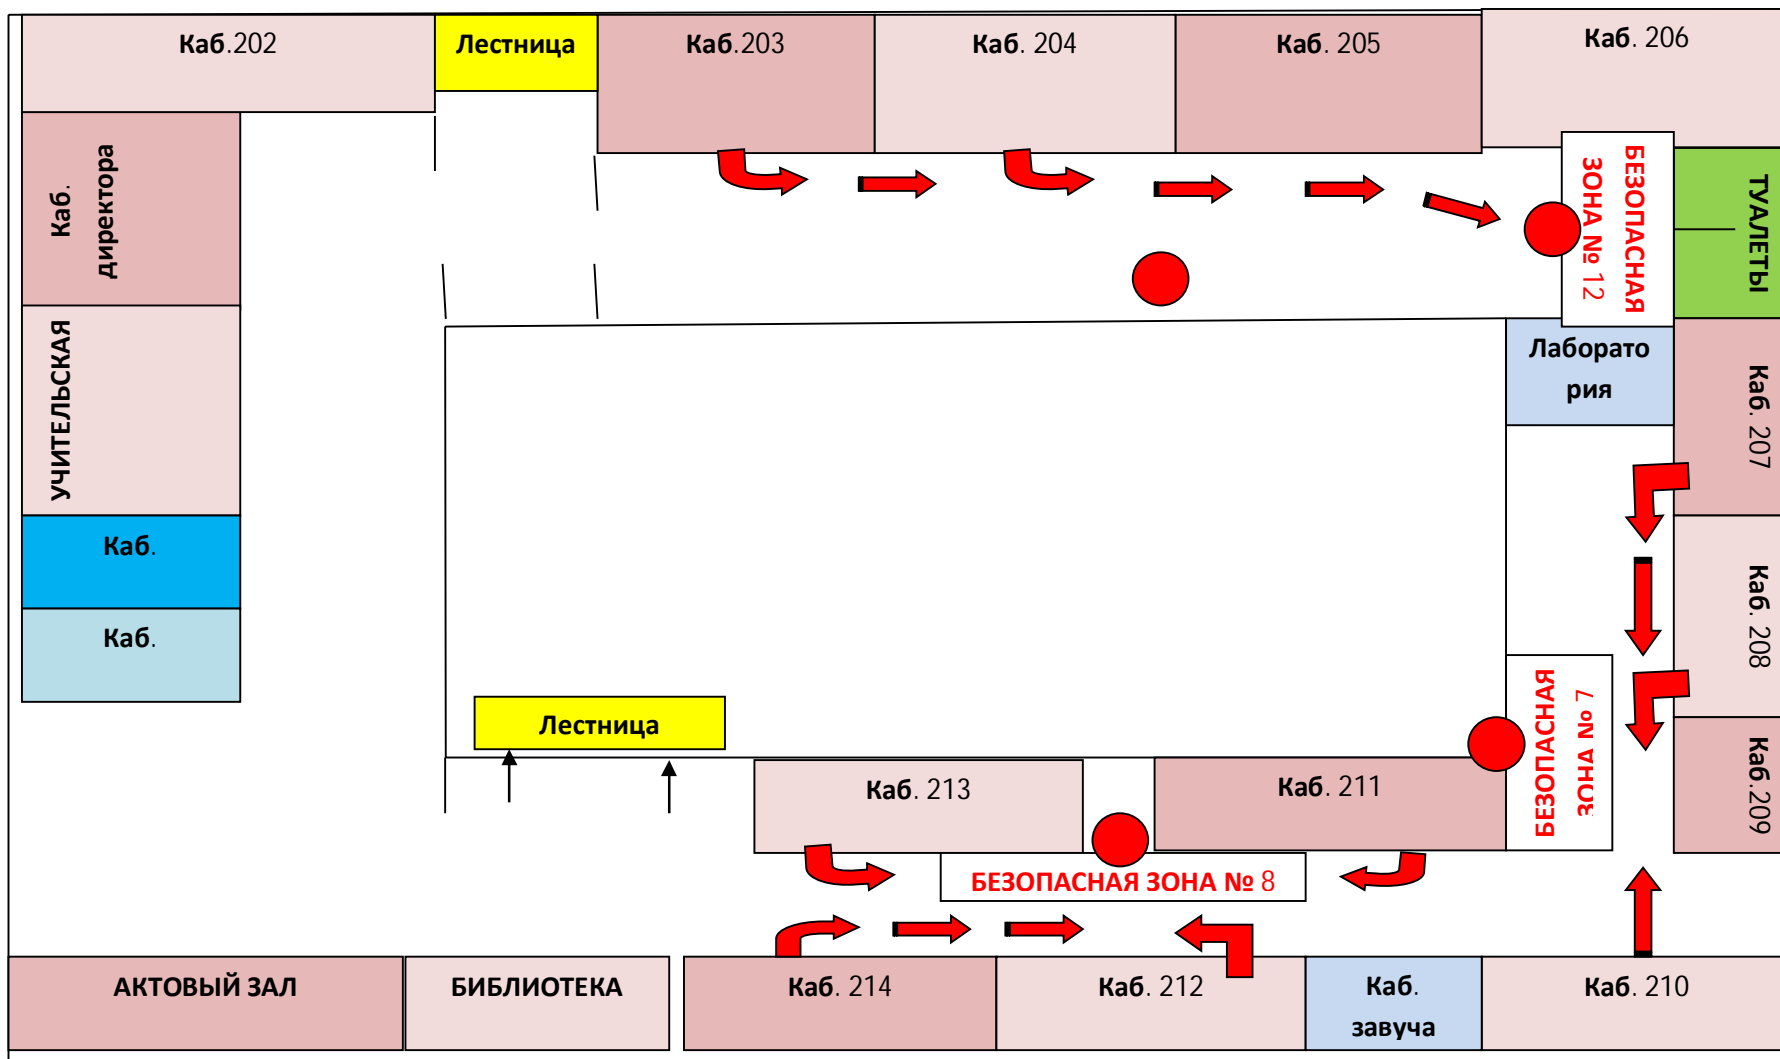 Каб.202
Лестница
Каб.203
Каб. 204
Каб. 205
Каб. 206
Каб.
директора
БЕЗОПАСНАЯ
ЗОНА № 12
ТУАЛЕТЫ
УЧИТЕЛЬСКАЯ
Лаборато
рия
Каб. 207
Каб.
Каб. 208
Каб.
Лестница
БЕЗОПАСНАЯ
ЗОНА № 7
Каб.209
Каб. 213
Каб. 211
БЕЗОПАСНАЯ ЗОНА № 8
АКТОВЫЙ ЗАЛ
БИБЛИОТЕКА
Каб. 214
Каб. 212
Каб.
завуча
Каб. 210